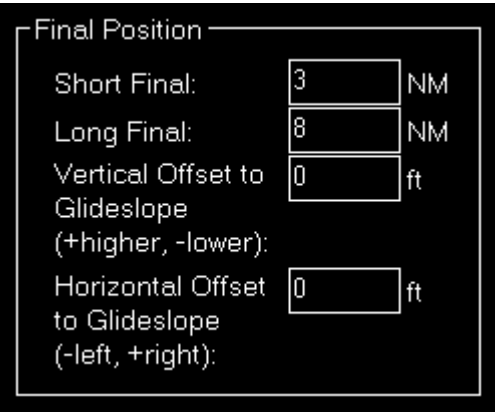 Final Position
Short Final: 3 NM
Long Final: 8 NM
Vertical Offset to 0 ft
Glideslope
(+higher, -lower):
Horizontal Offset 0 ft
to Glideslope
(-left, +right):